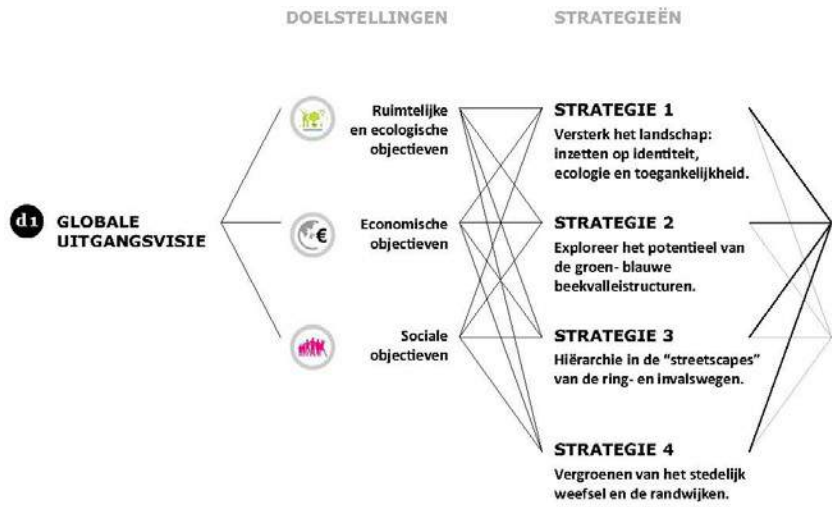 DOELSTELLINGEN
STRATEGIEËN
d1 GLOBALE
UITGANGSVISIE
Ruimtelijke
en ecologische
objectieven
€
Economische
objectieven
Sociale
objectieven
STRATEGIE 1
Versterk het landschap:
inzetten op identiteit,
ecologie en toegankelijkheid.
STRATEGIE 2
Exploreer het potentieel van
de groen- blauwe
beekvalleistructuren.
STRATEGIE 3
Hiërarchie in de “streetscapes”
van de ring- en invalswegen.
STRATEGIE 4
Vergroenen van het stedelijk
weefsel en de randwijken.